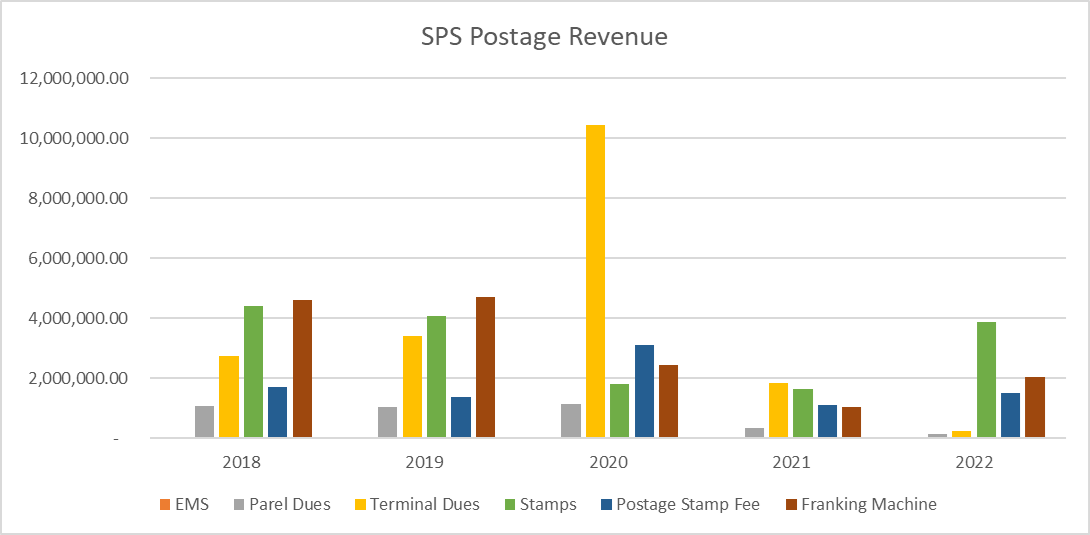 SPS Postage Revenue
12,000,000.00
10,000,000.00
8,000,000.00
6,000,000.00
4,000,000.00
2,000,000.00
-
2018 2019 2020 2021 2022
EMS Parel Dues Terminal Dues Stamps Postage Stamp Fee Franking Machine